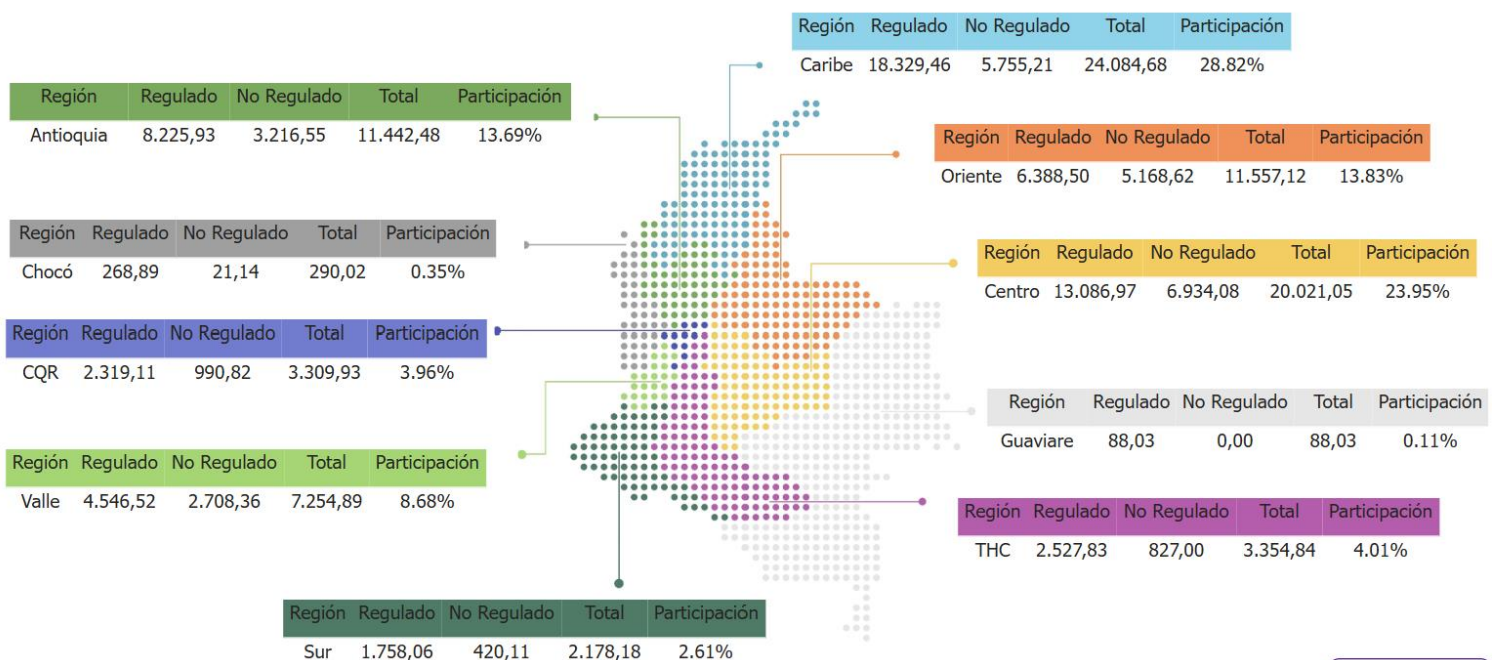 Región Regulado No Regulado Total Participación
Caribe 18.329,46 5.755,21 24.084,68 28.82%
Región Regulado No Regulado Total Participación
Antioquia 8.225,93 3.216,55 11.442,48 13.69%
Región Regulado No Regulado Total Participación
Oriente 6.388,50 5.168,62 11.557,12 13.83%
Región Regulado No Regulado Total Participación
Chocó 268,89 21,14 290,02 0.35%
Región Regulado No Regulado Total Participación
Centro 13.086,97 6.934,08 20.021,05 23.95%
Región Regulado No Regulado Total Participación
CQR 2.319,11 990,82 3.309,93 3.96%
Región Regulado No Regulado Total Participación
Guaviare 88,03 0,00 88,03 0.11%
Región Regulado No Regulado Total Participación
Valle 4.546,52 2.708,36 7.254,89 8.68%
Región Regulado No Regulado Total Participación
THC 2.527,83 827,00 3.354,84 4.01%
Región Regulado No Regulado Total Participación
Sur 1.758,06 420,11 2.178,18 2.61%